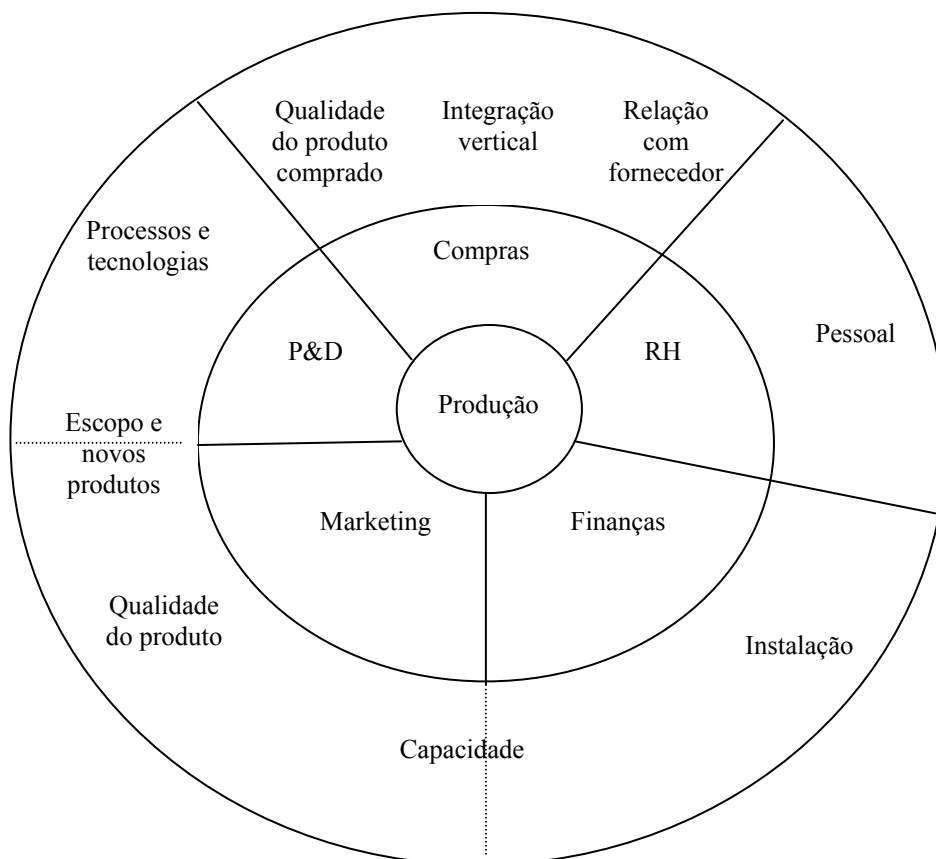 Qualidade
do produto
comprado
Integração
vertical
Relação
com
fornecedor
Processos e
tecnologias
Compras
Pessoal
P&D
RH
Produção
Escopo e
novos
produtos
Marketing
Finanças
Qualidade
do produto
Instalação
Capacidade